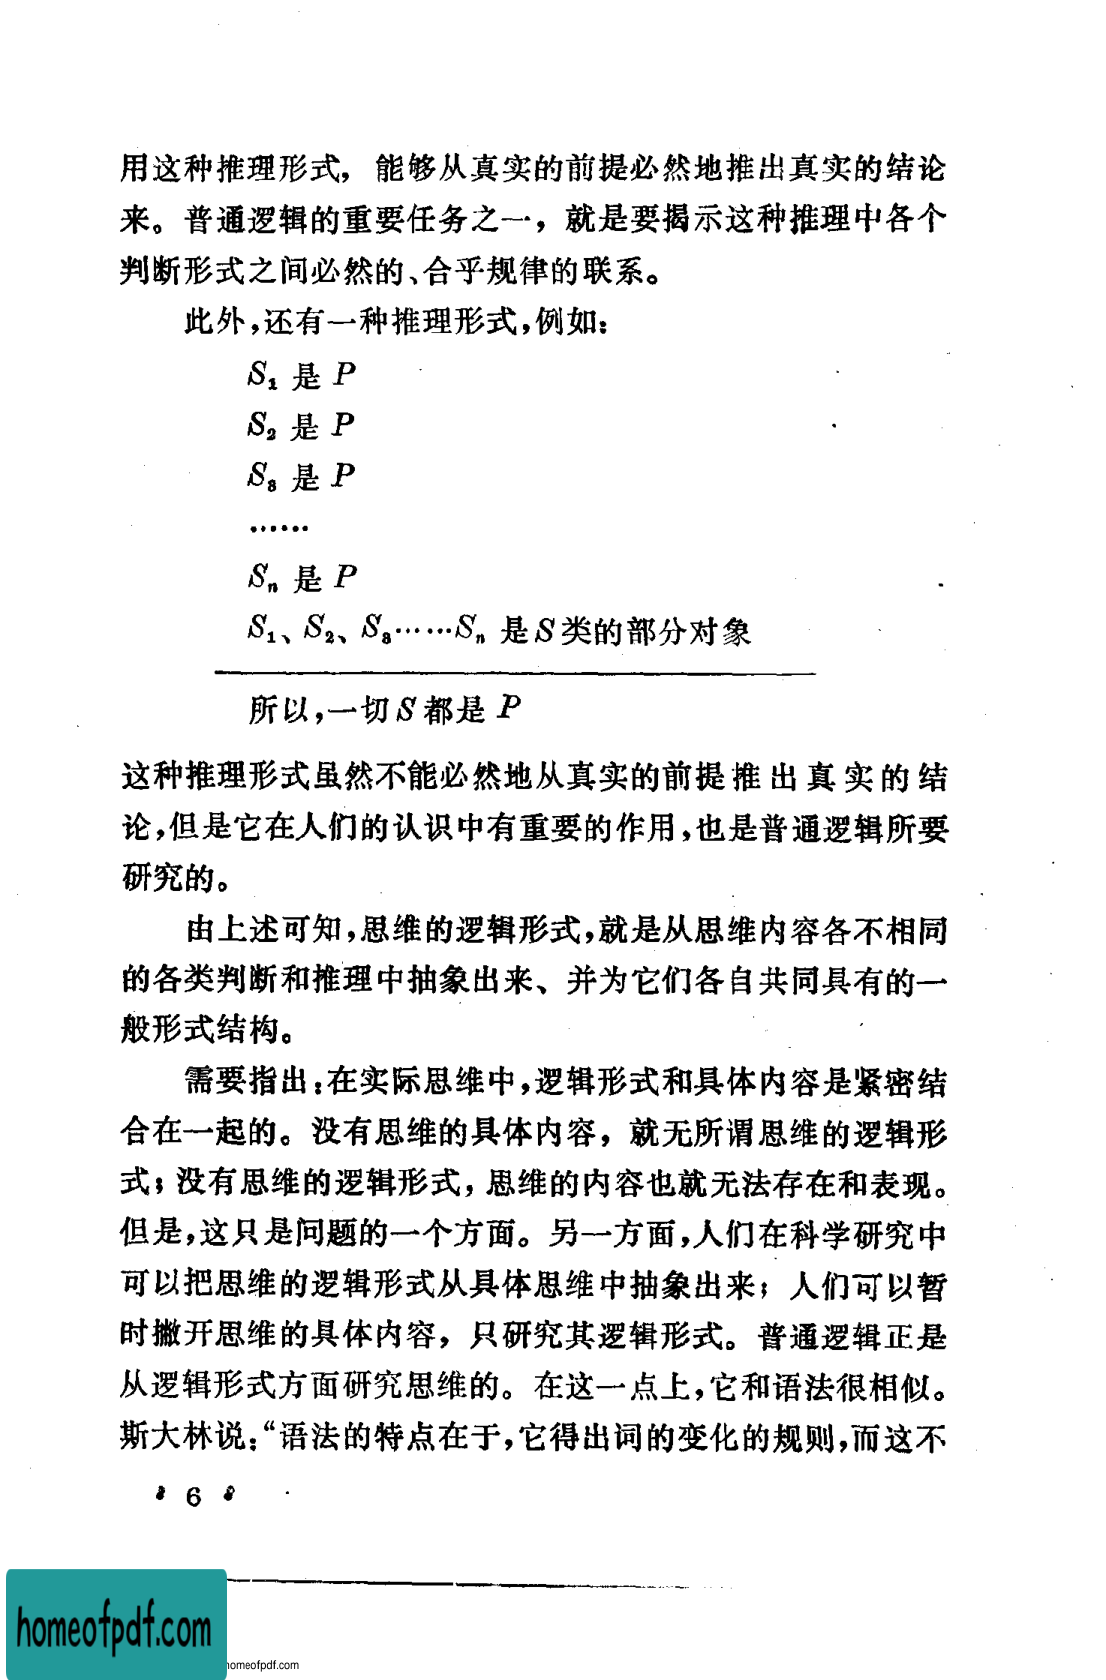 用这种推理形式，能够从真实的前提必然地推出真实的结论
来。普通逻辑的重要任务之一，就是要揭示这种推理中各个
判断形式之间必然的、合乎规律的联系。
此外，还有一种推理形式，例如：
S₁ 是 P
S₂ 是 P
S₃ 是 P
……
Sₙ 是 P
S₁、S₂、S₃……Sₙ 是S类的部分对象
所以，一切S都是 P
这种推理形式虽然不能必然地从真实的前提推出真实的结
论，但是它在人们的认识中有重要的作用，也是普通逻辑所要
研究的。
由上述可知，思维的逻辑形式，就是从思维内容各不相同
的各类判断和推理中抽象出来、并为它们各自共同具有的一
般形式结构。
需要指出：在实际思维中，逻辑形式和具体内容是紧密结
合在一起的。没有思维的具体内容，就无所谓思维的逻辑形
式；没有思维的逻辑形式，思维的内容也就无法存在和表现。
但是，这只是问题的一个方面。另一方面，人们在科学研究中
可以把思维的逻辑形式从具体思维中抽象出来；人们可以暂
时撇开思维的具体内容，只研究其逻辑形式。普通逻辑正是
从逻辑形式方面研究思维的。在这一点上，它和语法很相似。
斯大林说：“语法的特点在于，它得出词的变化的规则，而这不
• 6 •
homeofpdf.com
homeofpdf.com